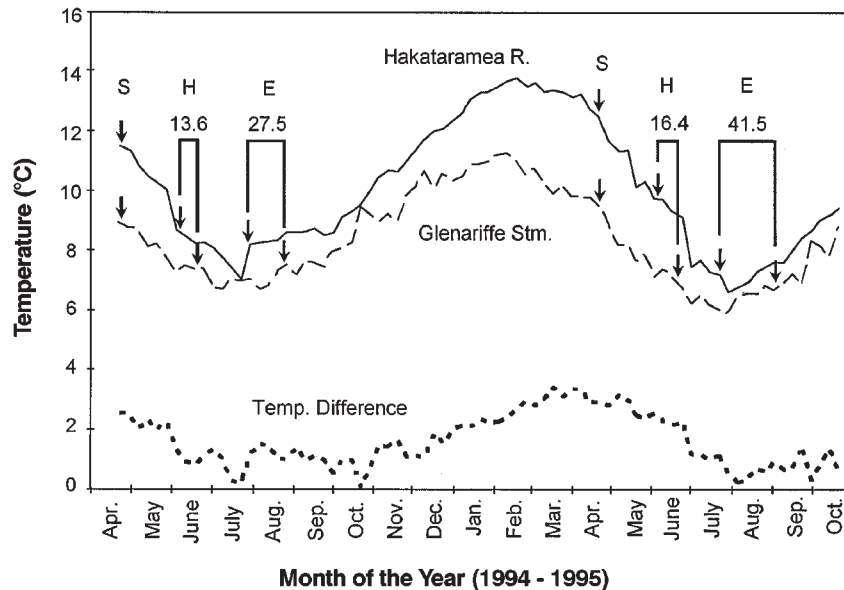 16
14
12
10
8
6
4
2
0
Temperature (°C)
Hakataramea R.
S H E
13.6 27.5
S H E
16.4 41.5
Glenariffe Stm.
Temp. Difference
Apr. May June July Aug. Sep. Oct. Nov. Dec. Jan. Feb. Mar. Apr. May June July Aug. Sep. Oct.
Month of the Year (1994 - 1995)